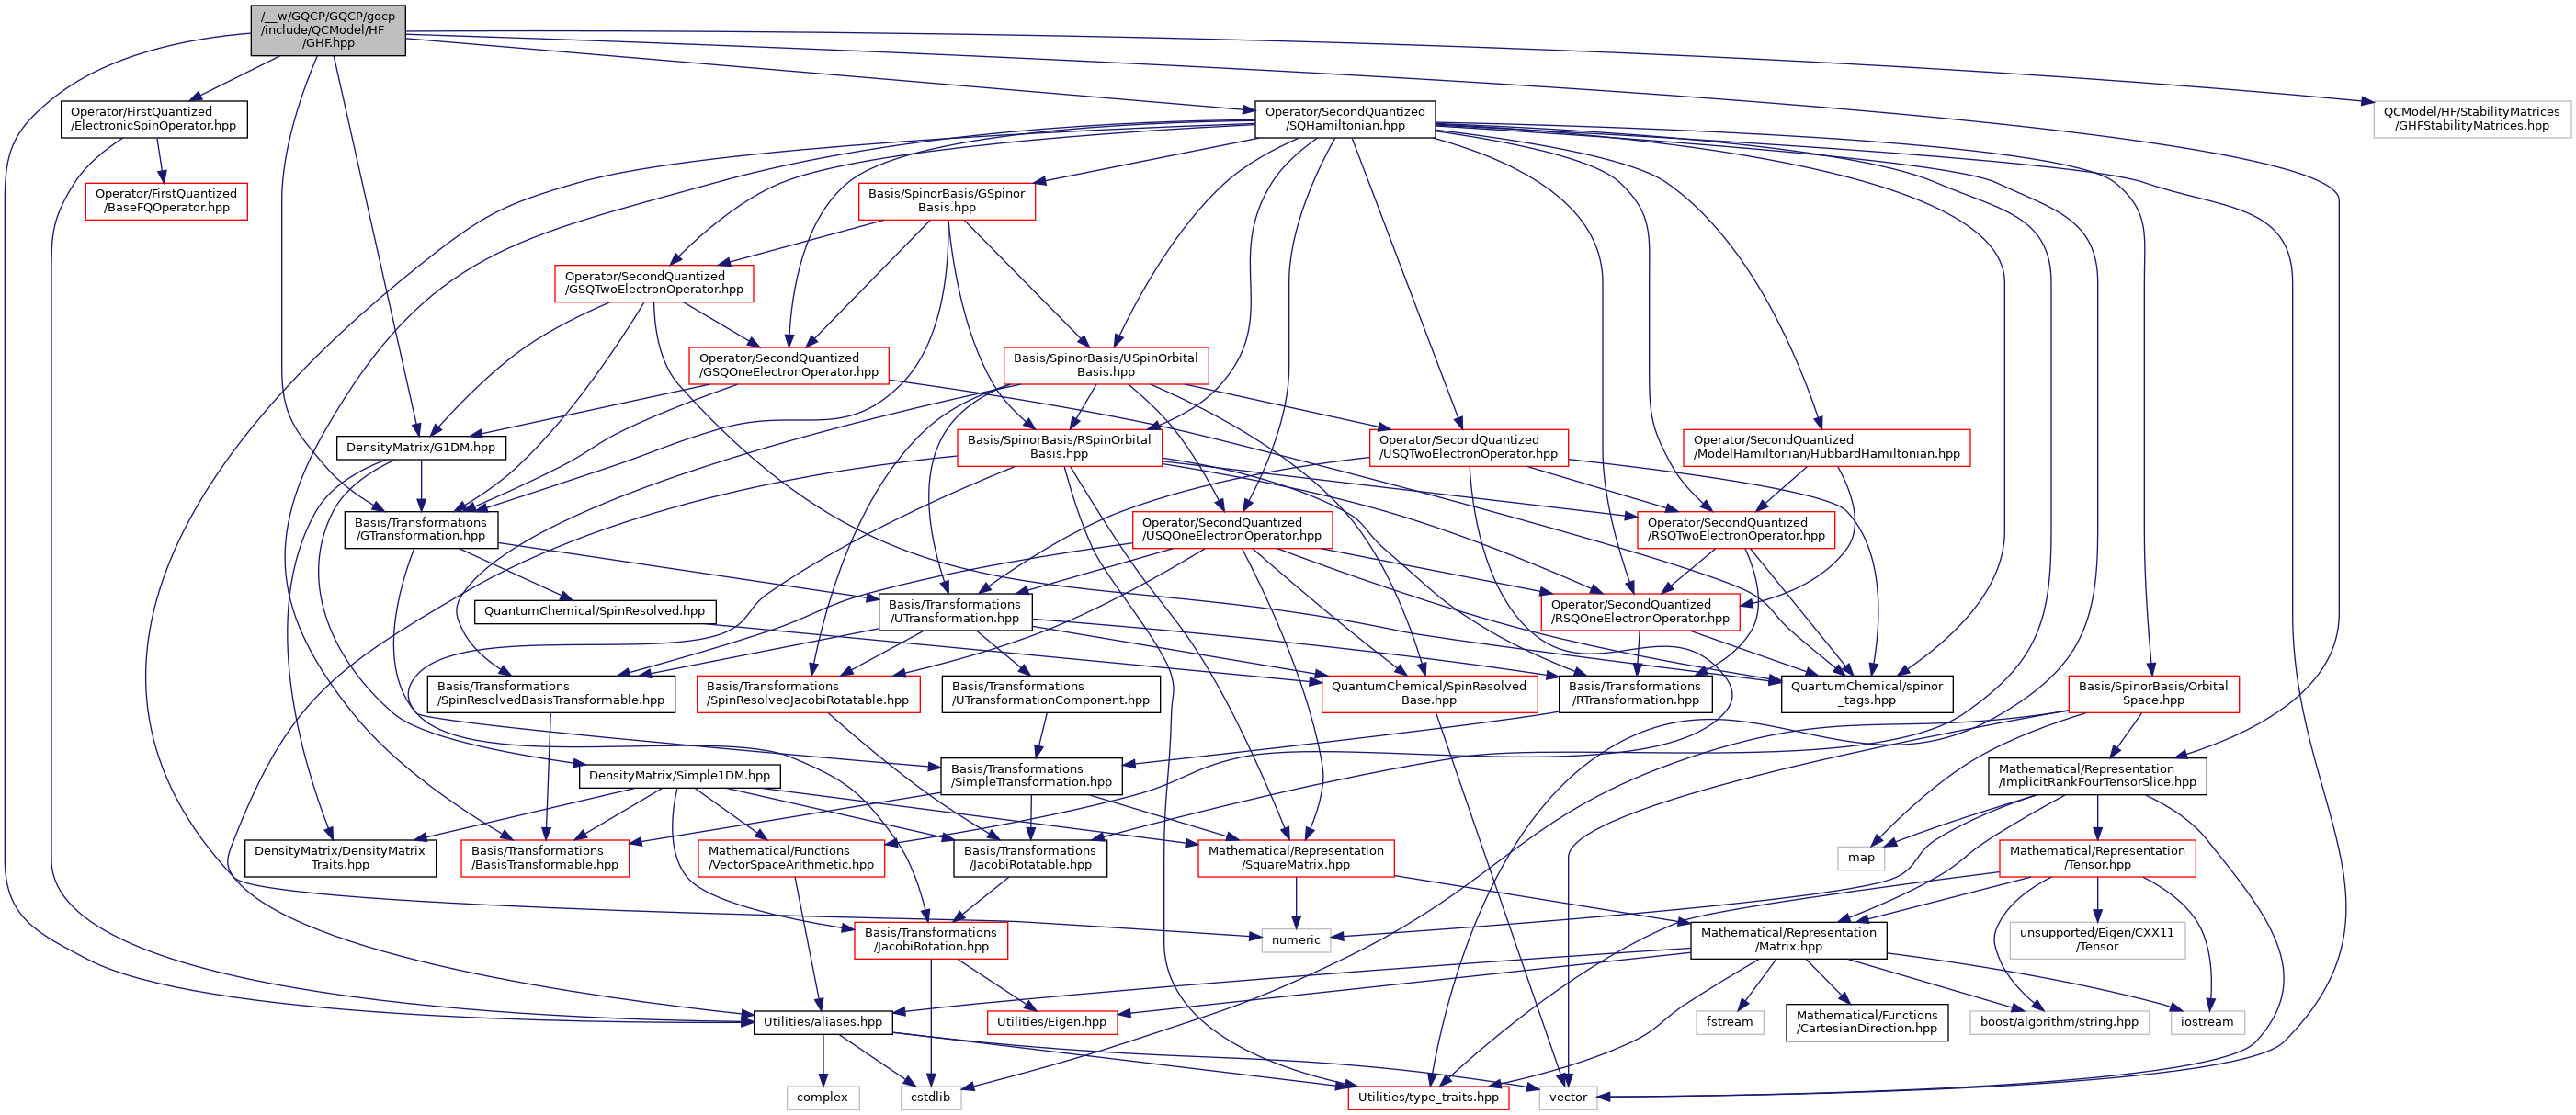 /__w/GQCP/GQCP/gqcp
/include/QCModel/HF
/GHF.hpp
Operator/FirstQuantized
/ElectronicSpinOperator.hpp
Operator/SecondQuantized
/SQHamiltonian.hpp
QCModel/HF/StabilityMatrices
/GHFStabilityMatrices.hpp
Operator/FirstQuantized
/BaseFQOperator.hpp
Basis/SpinorBasis/GSpinor
Basis.hpp
Operator/SecondQuantized
/GSQTwoElectronOperator.hpp
Operator/SecondQuantized
/GSQOneElectronOperator.hpp
Basis/SpinorBasis/USpinOrbital
Basis.hpp
DensityMatrix/G1DM.hpp
Basis/SpinorBasis/RSpinOrbital
Basis.hpp
Operator/SecondQuantized
/USQTwoElectronOperator.hpp
Operator/SecondQuantized
/ModelHamiltonian/HubbardHamiltonian.hpp
Basis/Transformations
/GTransformation.hpp
Operator/SecondQuantized
/USQOneElectronOperator.hpp
Operator/SecondQuantized
/RSQTwoElectronOperator.hpp
QuantumChemical/SpinResolved.hpp
Basis/Transformations
/UTransformation.hpp
Operator/SecondQuantized
/RSQOneElectronOperator.hpp
Basis/Transformations
/SpinResolvedBasisTransformable.hpp
Basis/Transformations
/SpinResolvedJacobiRotatable.hpp
Basis/Transformations
/UTransformationComponent.hpp
QuantumChemical/SpinResolved
Base.hpp
Basis/Transformations
/RTransformation.hpp
QuantumChemical/spinor
_tags.hpp
Basis/SpinorBasis/Orbital
Space.hpp
DensityMatrix/Simple1DM.hpp
Basis/Transformations
/SimpleTransformation.hpp
Mathematical/Representation
/ImplicitRankFourTensorSlice.hpp
DensityMatrix/DensityMatrix
Traits.hpp
Basis/Transformations
/BasisTransformable.hpp
Mathematical/Functions
/VectorSpaceArithmetic.hpp
Basis/Transformations
/JacobiRotatable.hpp
Mathematical/Representation
/SquareMatrix.hpp
map
Mathematical/Representation
/Tensor.hpp
Basis/Transformations
/JacobiRotation.hpp
numeric
Mathematical/Representation
/Matrix.hpp
unsupported/Eigen/CXX11
/Tensor
Utilities/aliases.hpp
Utilities/Eigen.hpp
fstream
Mathematical/Functions
/CartesianDirection.hpp
boost/algorithm/string.hpp
iostream
complex
cstdlib
Utilities/type_traits.hpp
vector